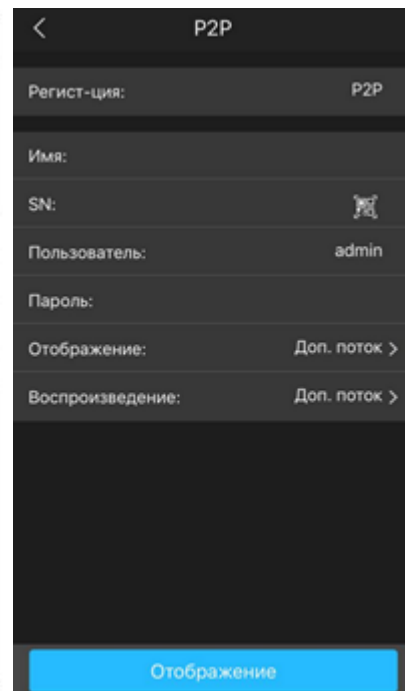 P2P
Регист-ция: P2P
Имя:
SN:
Пользователь: admin
Пароль:
Отображение: Доп. поток >
Воспроизведение: Доп. поток >
Отображение